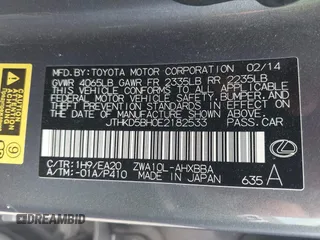 MFD. BY: TOYOTA MOTOR CORPORATION 02/14
GVWR 4065LB GAWR FR 2335LB RR 2235LB
THIS VEHICLE CONFORMS TO ALL APPLICABLE
FEDERAL MOTOR VEHICLE SAFETY, BUMPER, AND
THEFT PREVENTION STANDARDS IN EFFECT ON
THE DATE OF MANUFACTURE SHOWN ABOVE.
JTHKD5BH0E2182533 PASS.CAR
C/TR:1H9/EA20 ZWA10L-AHXBBA
A/TM:-01A/P410 MADE IN JAPAN 635 A
DREAMBID